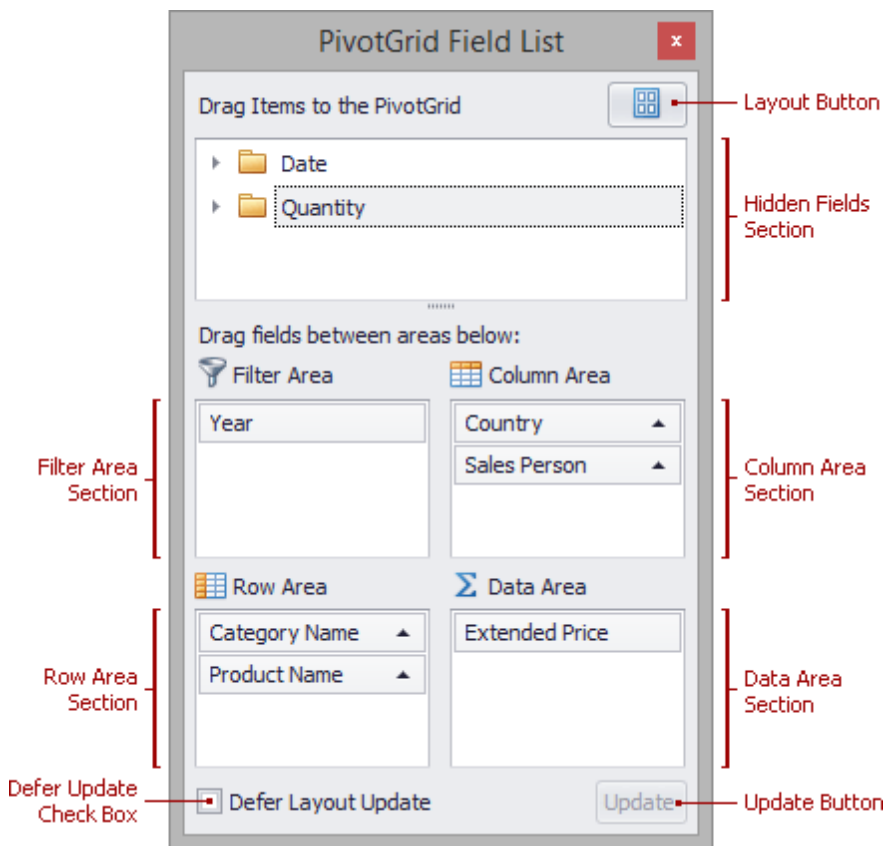 PivotGrid Field List
x
Drag Items to the PivotGrid
Layout Button
Date
Quantity
Hidden Fields
Section
Drag fields between areas below:
Filter Area
Column Area
Year
Country
Sales Person
Filter Area
Section
Column Area
Section
Row Area
Data Area
Category Name
Product Name
Extended Price
Row Area
Section
Data Area
Section
Defer Update
Check Box
Defer Layout Update
Update
Update Button